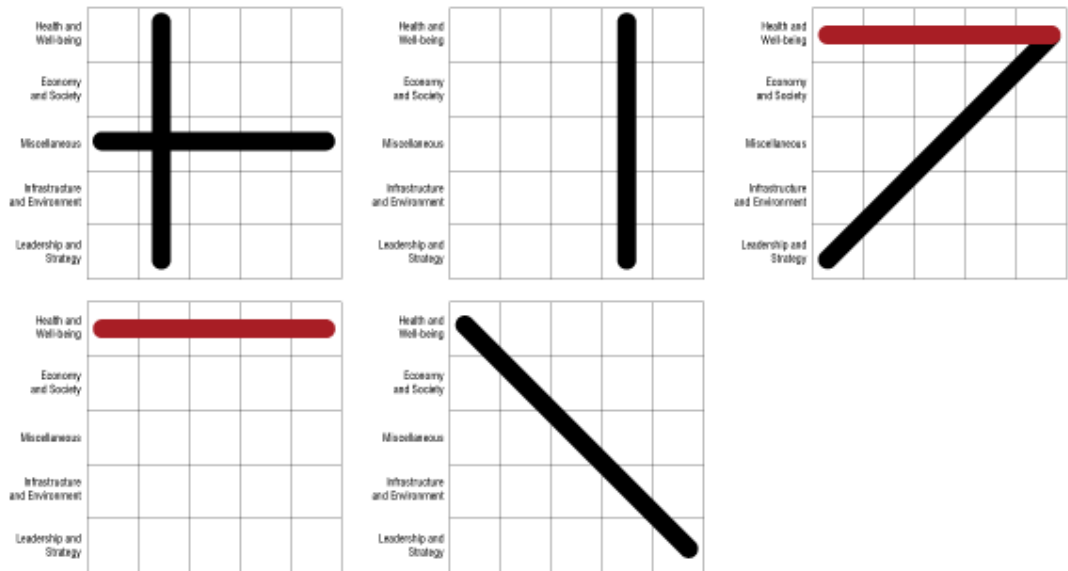 Health and
Well-being
Economy
and Society
Miscellaneous
Infrastructure
and Environment
Leadership and
Strategy
Health and
Well-being
Economy
and Society
Miscellaneous
Infrastructure
and Environment
Leadership and
Strategy
Health and
Well-being
Economy
and Society
Miscellaneous
Infrastructure
and Environment
Leadership and
Strategy
Health and
Well-being
Economy
and Society
Miscellaneous
Infrastructure
and Environment
Leadership and
Strategy
Health and
Well-being
Economy
and Society
Miscellaneous
Infrastructure
and Environment
Leadership and
Strategy